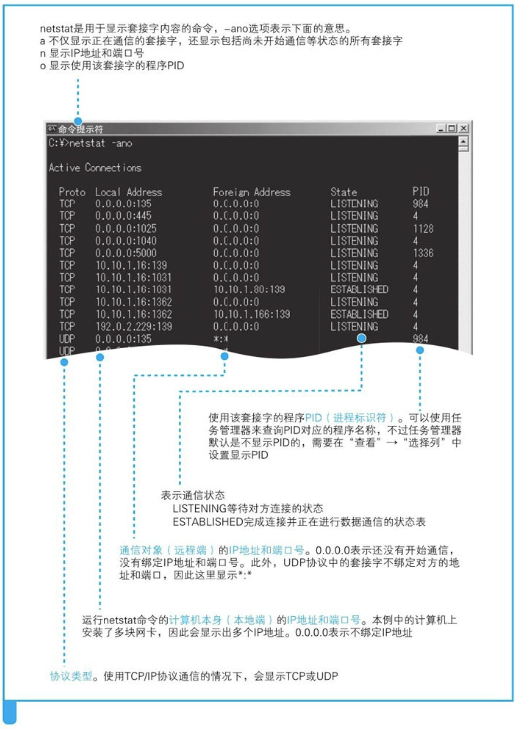 netstat是用于显示套接字内容的命令，-ano选项表示下面的意思。
a 不仅显示正在通信的套接字，还显示包括尚未开始通信等状态的所有套接字
n 显示IP地址和端口号
o 显示使用该套接字的程序PID
命令提示符
C:¥>netstat -ano
Active Connections
Proto Local Address Foreign Address State PID
TCP 0.0.0.0:135 0.0.0.0:0 LISTENING 984
TCP 0.0.0.0:445 0.0.0.0:0 LISTENING 4
TCP 0.0.0.0:1025 0.0.0.0:0 LISTENING 1128
TCP 0.0.0.0:1040 0.0.0.0:0 LISTENING 4
TCP 0.0.0.0:5000 0.0.0.0:0 LISTENING 1336
TCP 10.10.1.16:139 0.0.0.0:0 LISTENING 4
TCP 10.10.1.16:1031 0.0.0.0:0 LISTENING 4
TCP 10.10.1.16:1031 10.10.1.80:139 ESTABLISHED 4
TCP 10.10.1.16:1362 0.0.0.0:0 LISTENING 4
TCP 10.10.1.16:1362 10.10.1.166:139 ESTABLISHED 4
TCP 192.0.2.229:139 0.0.0.0:0 LISTENING 4
UDP 0.0.0.0:135 *:* 984
UDP
使用该套接字的程序PID（进程标识符）。可以使用任
务管理器来查询PID对应的程序名称，不过任务管理器
默认是不显示PID的，需要在“查看”→“选择列”中
设置显示PID
表示通信状态
LISTENING等待对方连接的状态
ESTABLISHED完成连接并正在进行数据通信的状态表
通信对象（远程端）的IP地址和端口号。0.0.0.0表示还没有开始通信，
没有绑定IP地址和端口号。此外，UDP协议中的套接字不绑定对方的地
址和端口，因此这里显示*:*
运行netstat命令的计算机本身（本地端）的IP地址和端口号。本例中的计算机上
安装了多块网卡，因此会显示出多个IP地址。0.0.0.0表示不绑定IP地址
协议类型。使用TCP/IP协议通信的情况下，会显示TCP或UDP